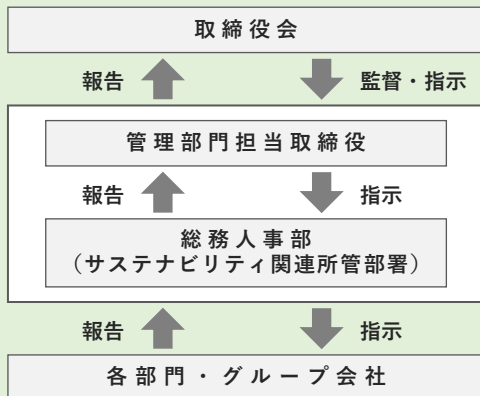 取締役会
報告 監督・指示
管理部門担当取締役
報告 指示
総務人事部
（サステナビリティ関連所管部署）
報告 指示
各部門・グループ会社